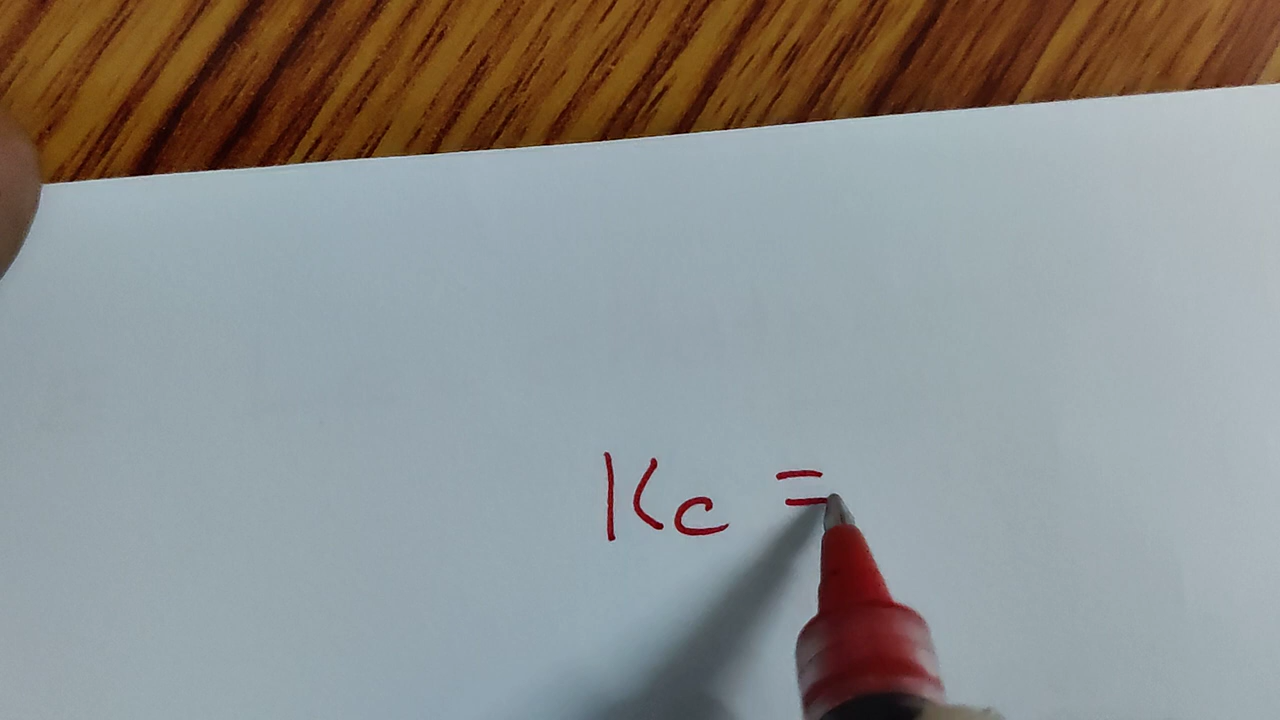 Kc =